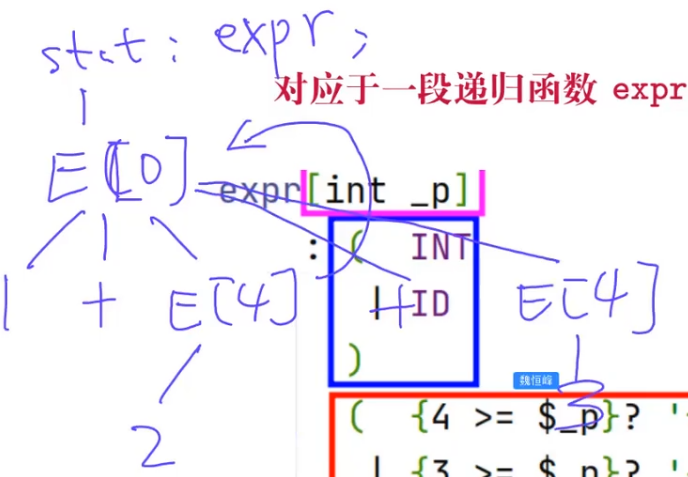 stat : expr ;
对应于一段递归函数 expr
E[0]
expr[int _p]
: ( INT
1 + E[4]
| ID
+ E[4]
)
魏恒峰
3
( {4 >= $_p}? '
2
| {3 >= $_p}? '